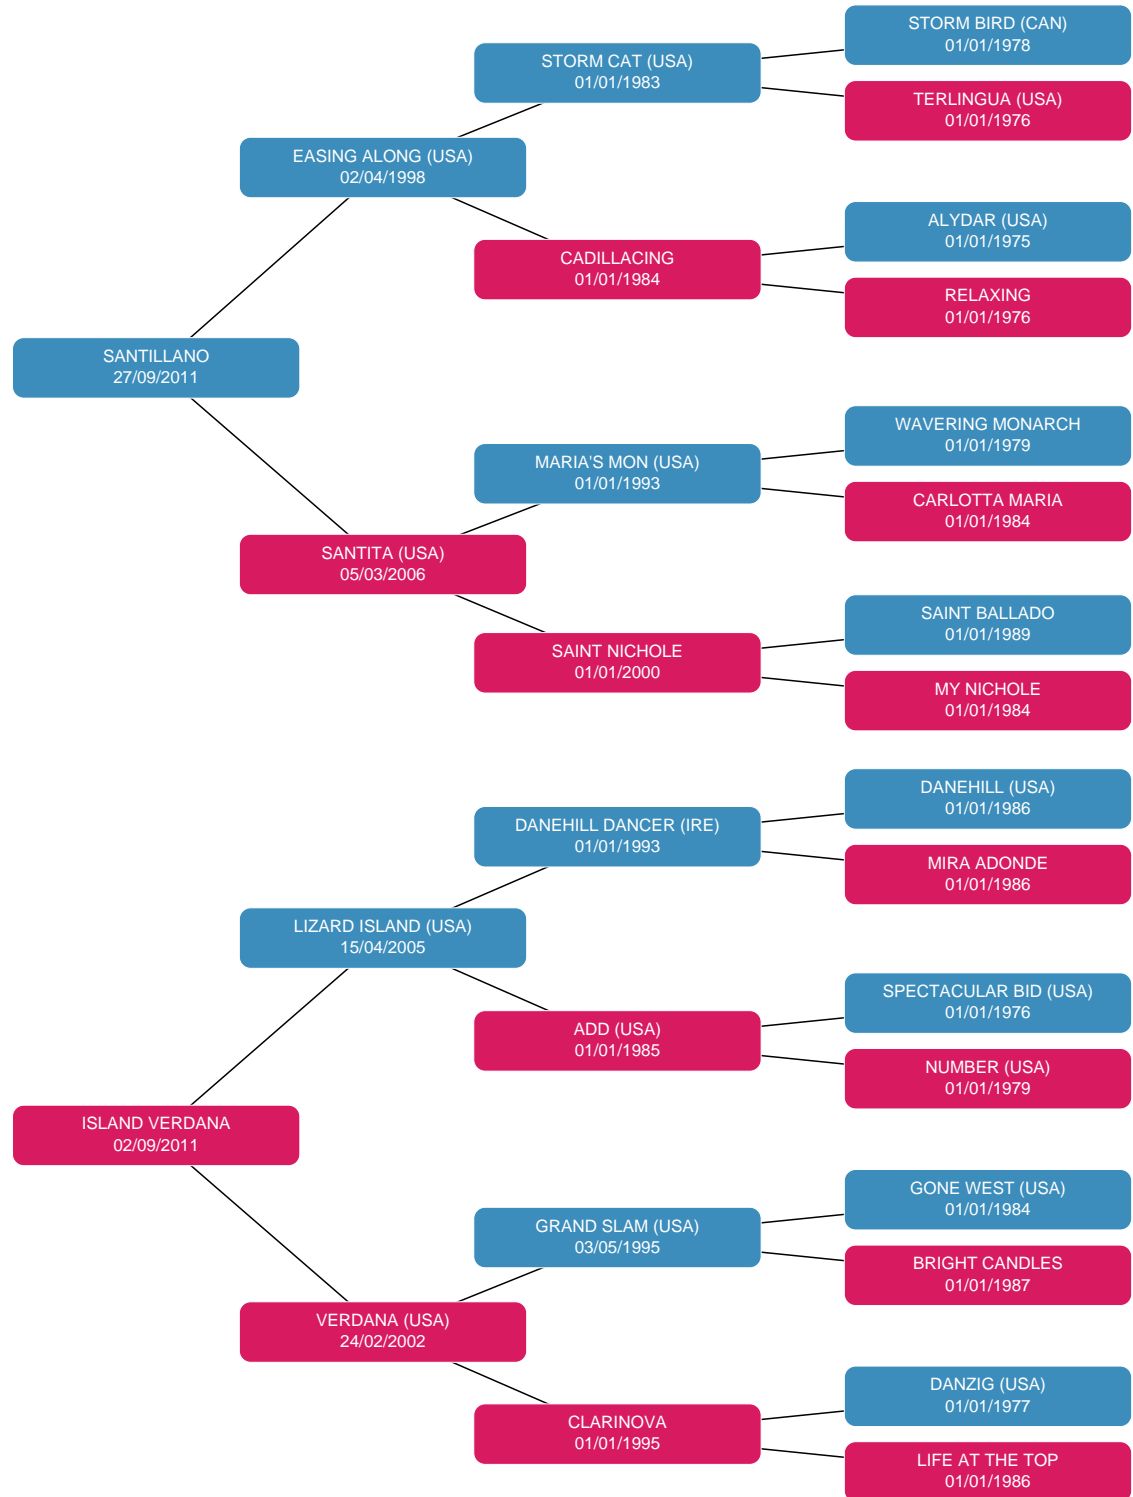 STORM BIRD (CAN)
01/01/1978
STORM CAT (USA)
01/01/1983
TERLINGUA (USA)
01/01/1976
EASING ALONG (USA)
02/04/1998
ALYDAR (USA)
01/01/1975
CADILLACING
01/01/1984
RELAXING
01/01/1976
SANTILLANO
27/09/2011
WAVERING MONARCH
01/01/1979
MARIA'S MON (USA)
01/01/1993
CARLOTTA MARIA
01/01/1984
SANTITA (USA)
05/03/2006
SAINT BALLADO
01/01/1989
SAINT NICHOLE
01/01/2000
MY NICHOLE
01/01/1984
DANEHILL (USA)
01/01/1986
DANEHILL DANCER (IRE)
01/01/1993
MIRA ADONDE
01/01/1986
LIZARD ISLAND (USA)
15/04/2005
SPECTACULAR BID (USA)
01/01/1976
ADD (USA)
01/01/1985
NUMBER (USA)
01/01/1979
ISLAND VERDANA
02/09/2011
GONE WEST (USA)
01/01/1984
GRAND SLAM (USA)
03/05/1995
BRIGHT CANDLES
01/01/1987
VERDANA (USA)
24/02/2002
DANZIG (USA)
01/01/1977
CLARINOVA
01/01/1995
LIFE AT THE TOP
01/01/1986